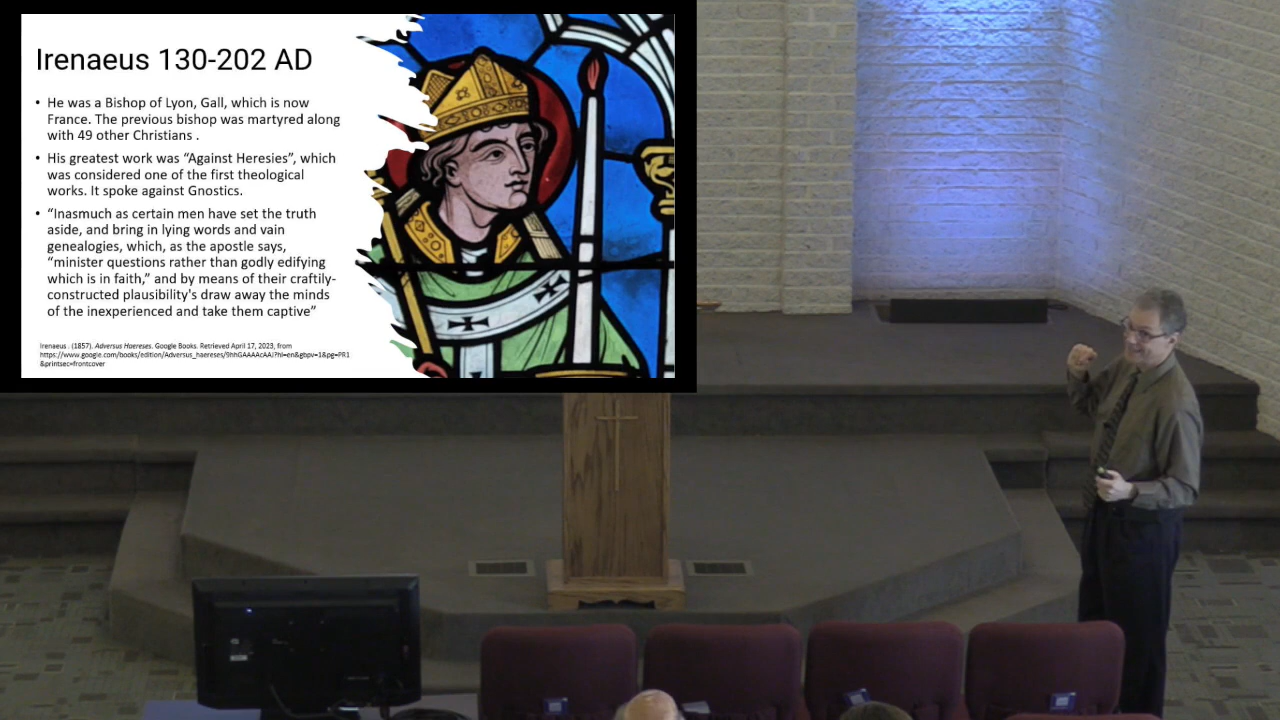 Irenaeus 130-202 AD
• He was a Bishop of Lyon, Gall, which is now
France. The previous bishop was martyred along
with 49 other Christians .
• His greatest work was “Against Heresies”, which
was considered one of the first theological
works. It spoke against Gnostics.
• “Inasmuch as certain men have set the truth
aside, and bring in lying words and vain
genealogies, which, as the apostle says,
“minister questions rather than godly edifying
which is in faith,” and by means of their craftily-
constructed plausibility's draw away the minds
of the inexperienced and take them captive”
Irenaeus . (1857). Adversus Haereses. Google Books. Retrieved April 17, 2023, from
https://www.google.com/books/edition/Adversus_haereses/9hhGAAAAcAAJ?hl=en&gbpv=1&pg=PR1
&printsec=frontcover